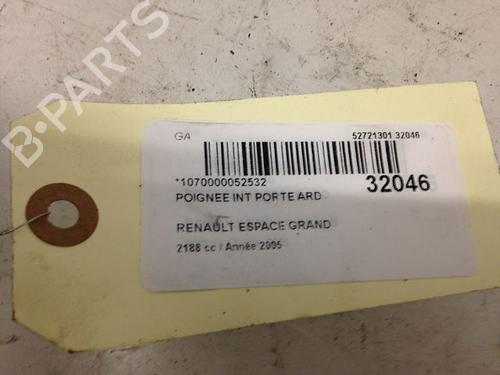 B-PARTS
GA 52721301 32046
*1070000052532 32046
POIGNEE INT PORTE ARD
RENAULT ESPACE GRAND
2188 cc / Année 2005